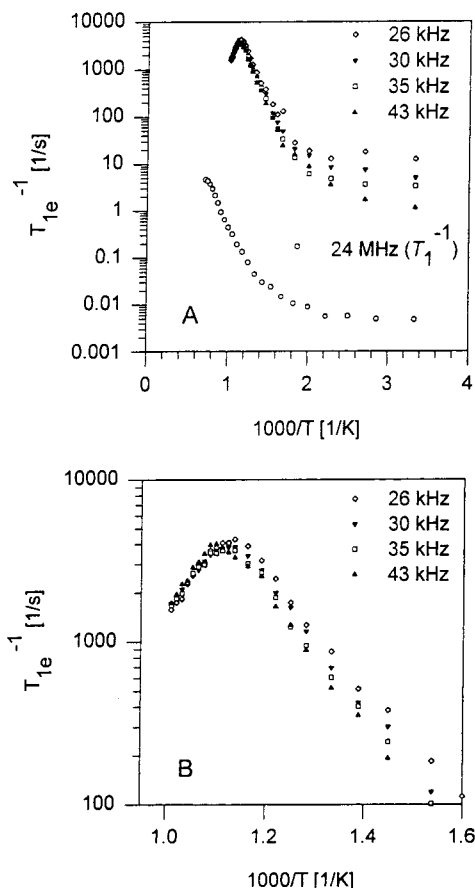 10000
1000
100
10
1
0.1
0.01
0.001
T₁ₑ⁻¹ [1/s]
26 kHz
30 kHz
35 kHz
43 kHz
24 MHz (T₁⁻¹)
A
0 1 2 3 4
1000/T [1/K]
10000
1000
100
T₁ₑ⁻¹ [1/s]
26 kHz
30 kHz
35 kHz
43 kHz
B
1.0 1.2 1.4 1.6
1000/T [1/K]